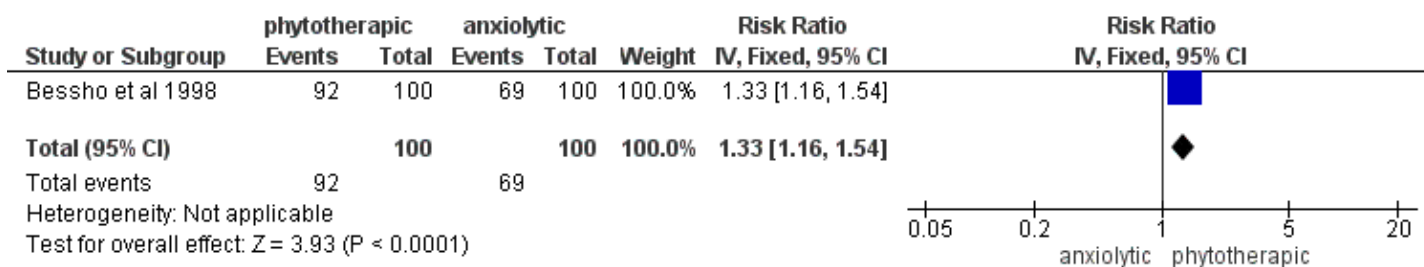 phytotherapic anxiolytic Risk Ratio Risk Ratio
Study or Subgroup Events Total Events Total Weight IV, Fixed, 95% CI IV, Fixed, 95% CI
Bessho et al 1998 92 100 69 100 100.0% 1.33 [1.16, 1.54]
Total (95% CI) 100 100 100.0% 1.33 [1.16, 1.54]
Total events 92 69
Heterogeneity: Not applicable
Test for overall effect: Z = 3.93 (P < 0.0001)
0.05 0.2 1 5 20
anxiolytic phytotherapic